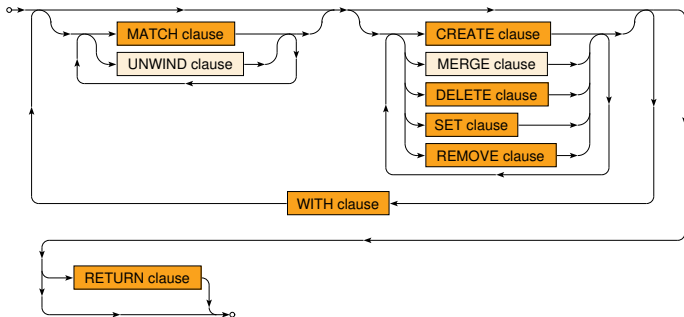 MATCH clause
UNWIND clause
CREATE clause
MERGE clause
DELETE clause
SET clause
REMOVE clause
WITH clause
RETURN clause